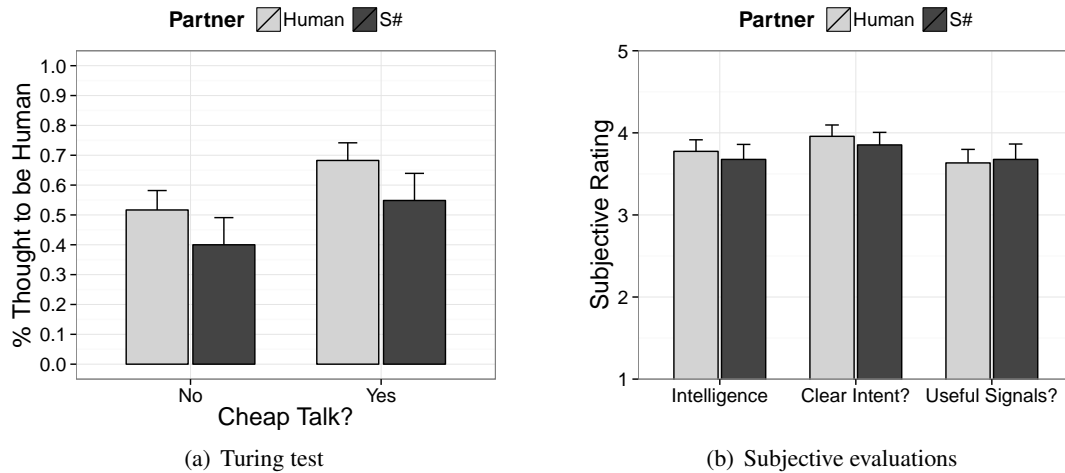 Partner Human S#
% Thought to be Human
1.0
0.9
0.8
0.7
0.6
0.5
0.4
0.3
0.2
0.1
0.0
No Yes
Cheap Talk?
(a) Turing test
Partner Human S#
Subjective Rating
5
4
3
2
1
Intelligence Clear Intent? Useful Signals?
(b) Subjective evaluations